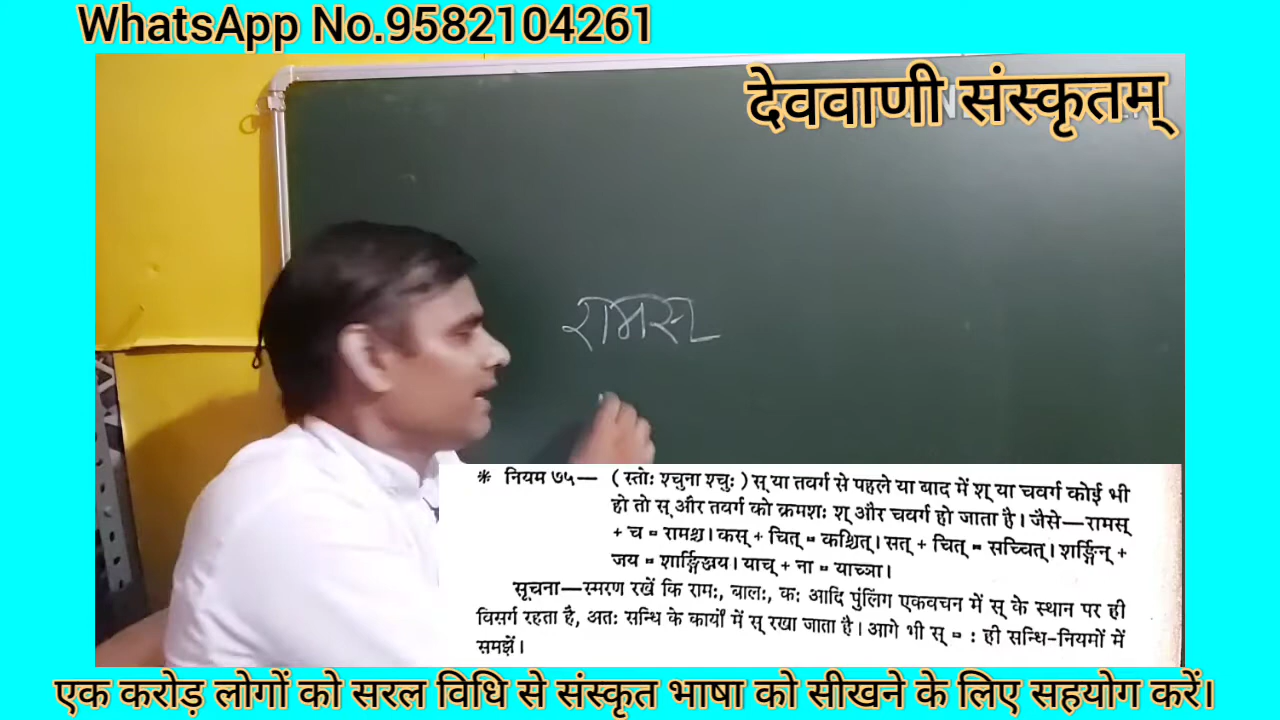 WhatsApp No.9582104261
देववाणी संस्कृतम्
रामस्
* नियम ७५— ( स्तोः श्चुना श्चुः ) स् या तवर्ग से पहले या बाद में श् या चवर्ग कोई भी
हो तो स् और तवर्ग को क्रमशः श् और चवर्ग हो जाता है। जैसे—रामस्
+ च = रामश्च। कस् + चित् = कश्चित्। सत् + चित् = सच्चित्। शार्ङ्गिन् +
जय = शार्ङ्गिञ्जय। याच् + ना = याच्ञा।
सूचना—स्मरण रखें कि रामः, बालः, कः आदि पुंलिंग एकवचन में स् के स्थान पर ही
विसर्ग रहता है, अतः सन्धि के कार्यों में स् रखा जाता है। आगे भी स् = : ही सन्धि-नियमों में
समझें।
एक करोड़ लोगों को सरल विधि से संस्कृत भाषा को सीखने के लिए सहयोग करें।